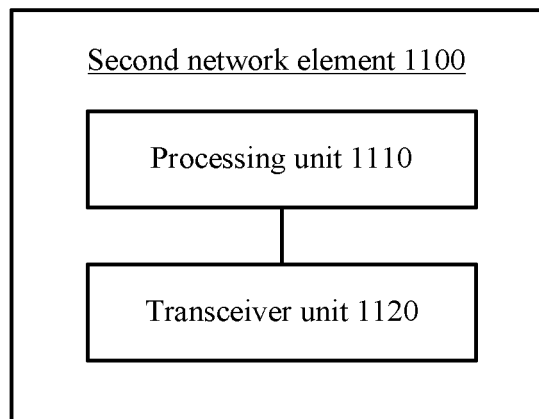 Second network element 1100
Processing unit 1110
Transceiver unit 1120